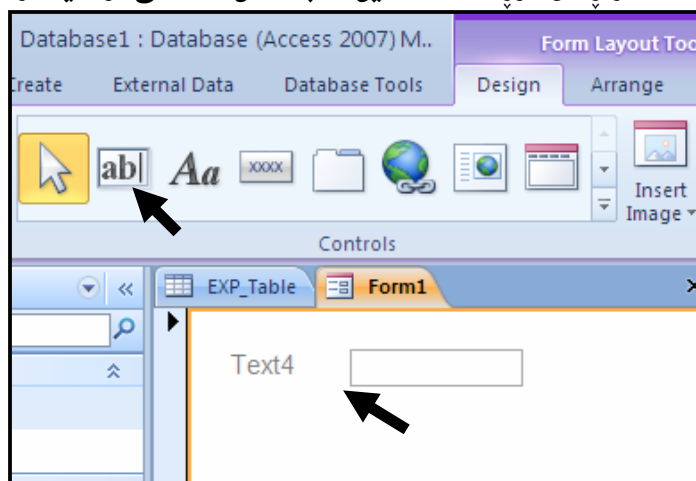 Database1 : Database (Access 2007) M..
Form Layout Too
Create External Data Database Tools Design Arrange
ab Aa XXXX
Insert
Image
Controls
EXP_Table Form1
Text4